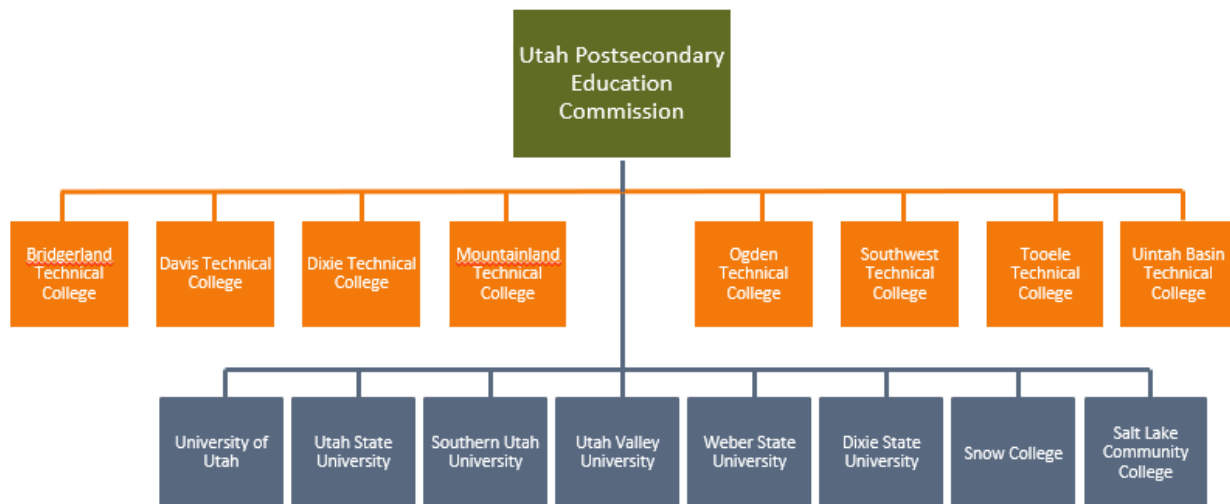 Utah Postsecondary
Education
Commission
Bridgerland
Technical
College
Davis Technical
College
Dixie Technical
College
Mountainland
Technical
College
Ogden
Technical
College
Southwest
Technical
College
Tooele
Technical
College
Uintah Basin
Technical
College
University of
Utah
Utah State
University
Southern Utah
University
Utah Valley
University
Weber State
University
Dixie State
University
Snow College
Salt Lake
Community
College